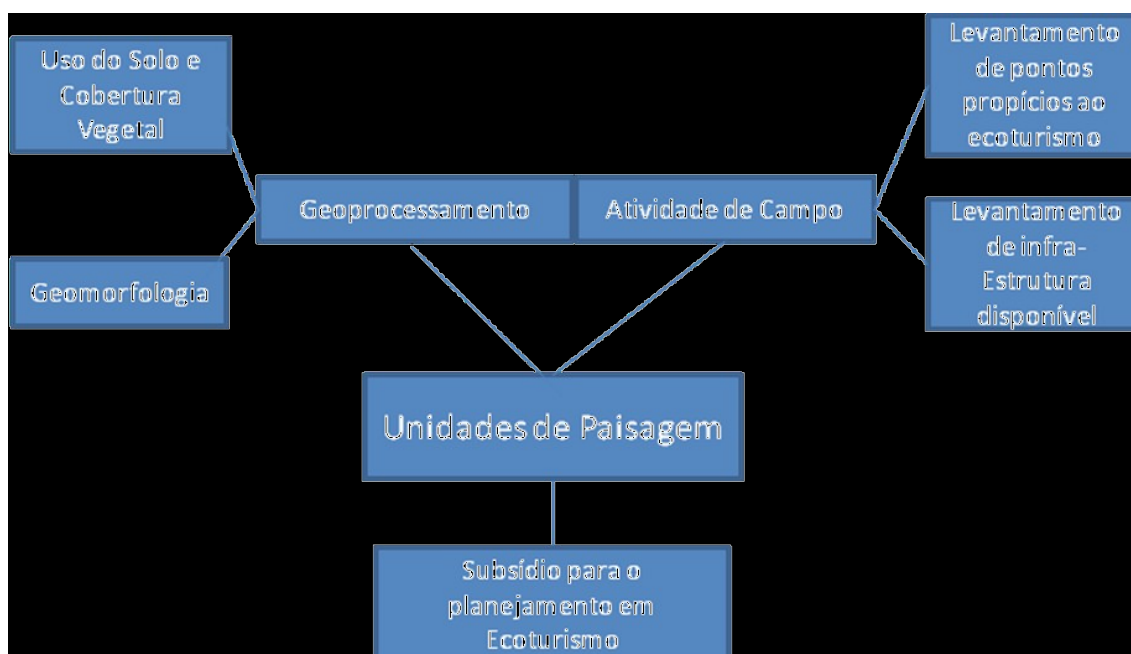 Uso do Solo e
Cobertura
Vegetal
Geomorfologia
Geoprocessamento
Atividade de Campo
Levantamento
de pontos
propícios ao
ecoturismo
Levantamento
de infra-
Estrutura
disponível
Unidades de Paisagem
Subsídio para o
planejamento em
Ecoturismo